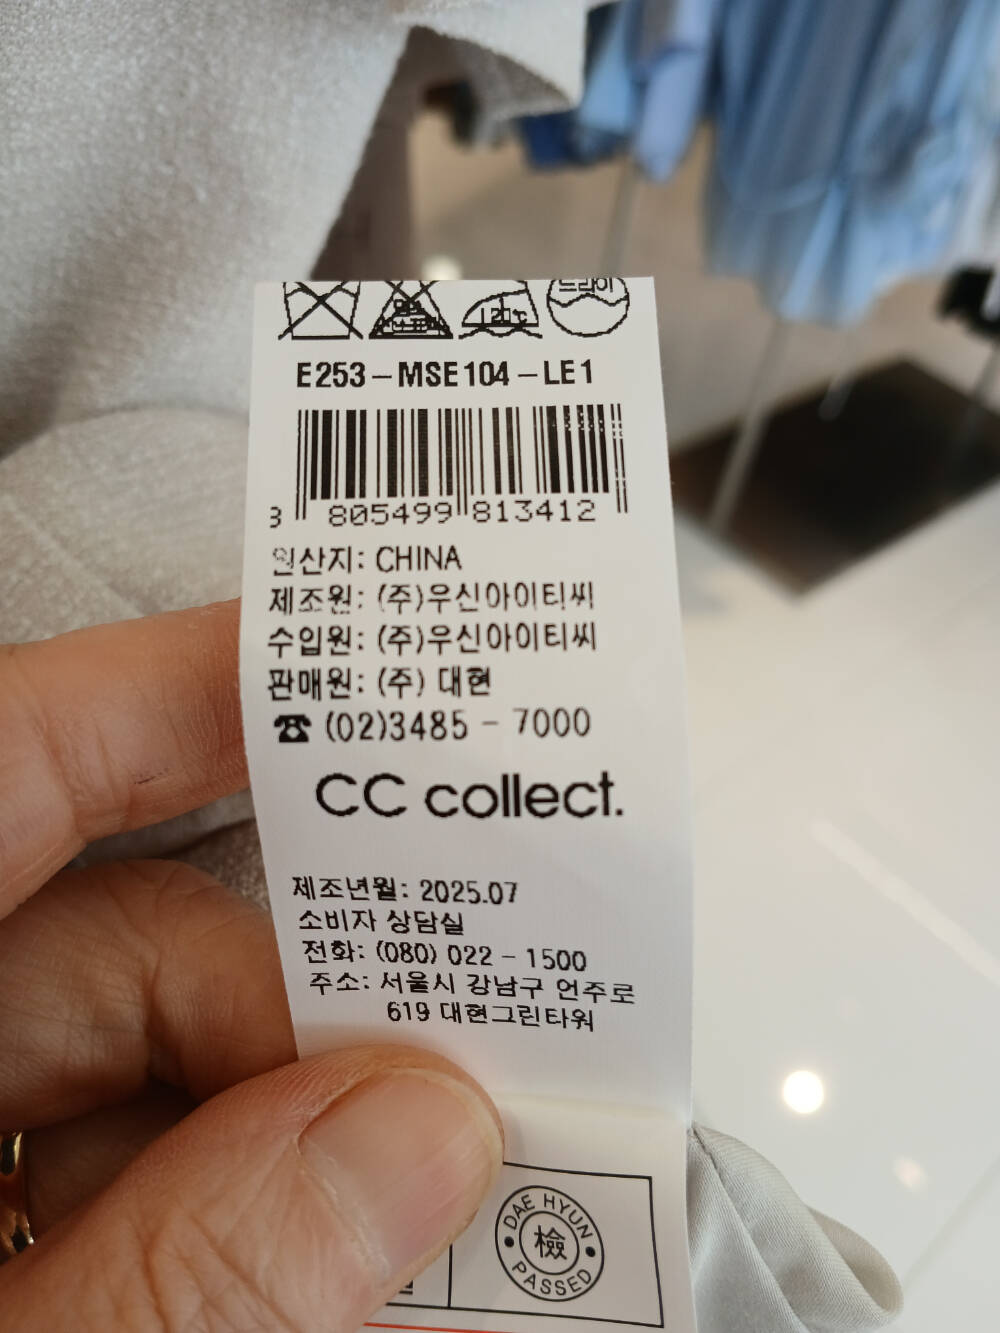 120℃
드라이
E253-MSE104-LE1
8 805499 813412
원산지: CHINA
제조원: (주)우신아이티씨
수입원: (주)우신아이티씨
판매원: (주) 대현
☎ (02)3485 - 7000
CC collect.
제조년월: 2025.07
소비자 상담실
전화: (080) 022 - 1500
주소: 서울시 강남구 언주로
619 대현그린타워
DAE HYUN
檢
PASSED